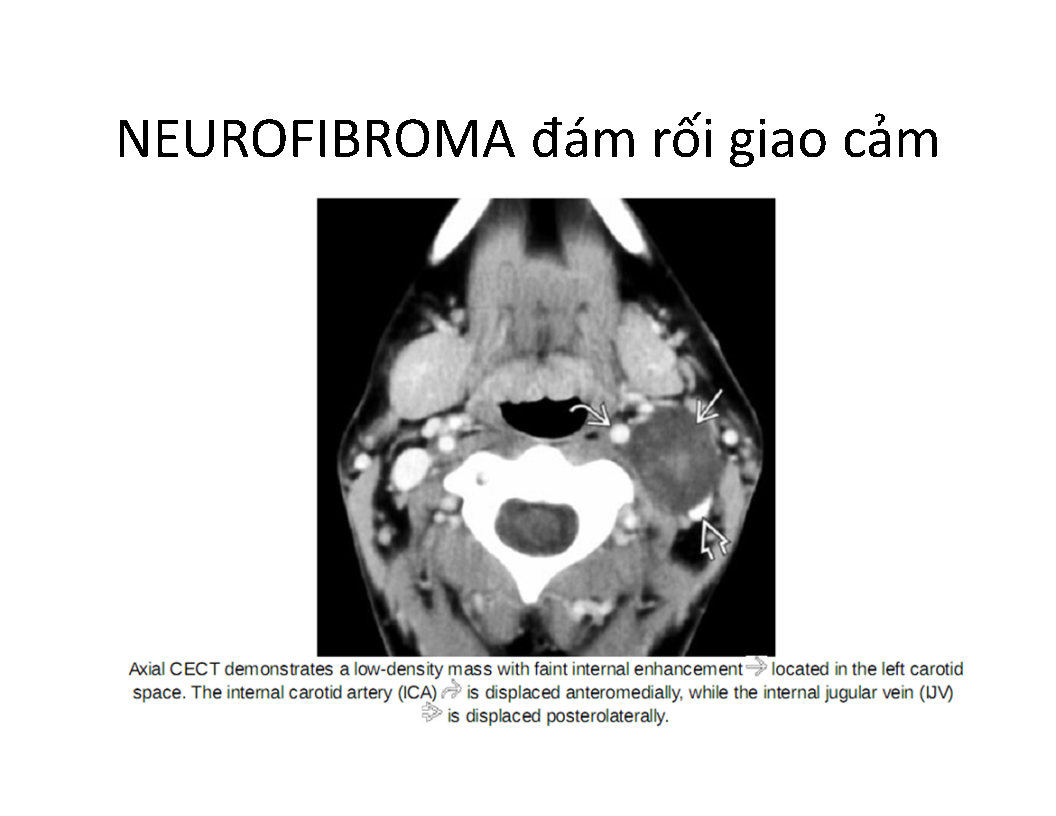 NEUROFIBROMA đám rối giao cảm
Axial CECT demonstrates a low-density mass with faint internal enhancement located in the left carotid
space. The internal carotid artery (ICA) is displaced anteromedially, while the internal jugular vein (IJV)
is displaced posterolaterally.